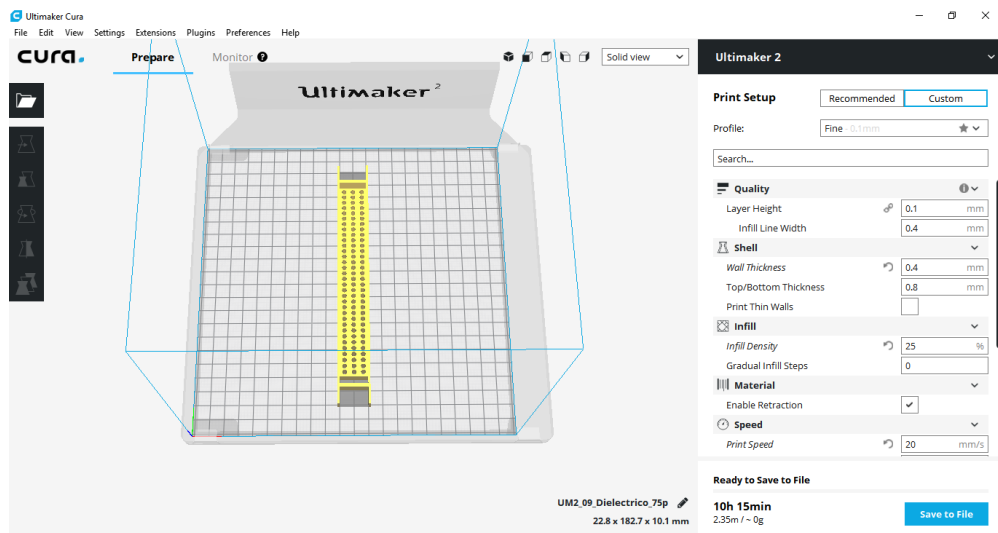 Ultimaker Cura
File Edit View Settings Extensions Plugins Preferences Help
cura. Prepare Monitor ? Solid view
Ultimaker 2
Ultimaker²
Print Setup Recommended Custom
Profile: Fine - 0.1mm
Search...
Quality
Layer Height 0.1 mm
Infill Line Width 0.4 mm
Shell
Wall Thickness 0.4 mm
Top/Bottom Thickness 0.8 mm
Print Thin Walls
Infill
Infill Density 25 %
Gradual Infill Steps 0
Material
Enable Retraction
Speed
Print Speed 20 mm/s
Ready to Save to File
UM2_09_Dielectrico_75p
22.8 x 182.7 x 10.1 mm
10h 15min
2.35m / ~ 0g
Save to File